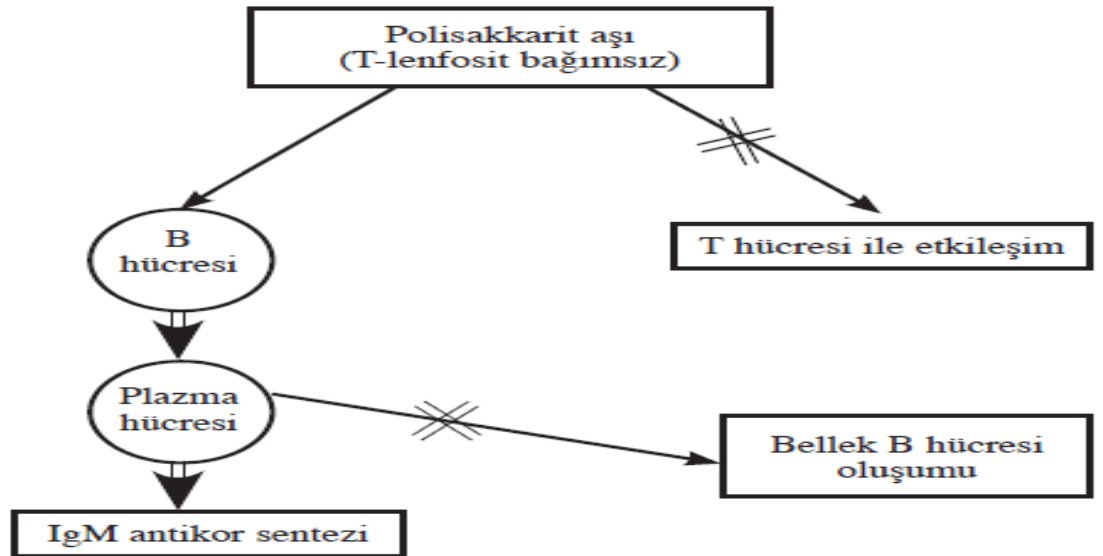 Polisakkarit aşı
(T-lenfosit bağımsız)
B
hücresi
T hücresi ile etkileşim
Plazma
hücresi
Bellek B hücresi
oluşumu
IgM antikor sentezi